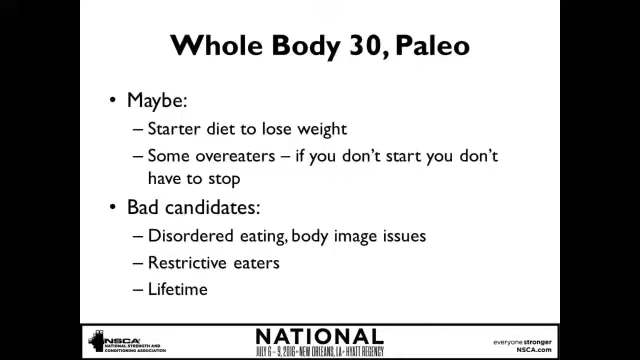 Whole Body 30, Paleo
• Maybe:
– Starter diet to lose weight
– Some overeaters – if you don't start you don't
have to stop
• Bad candidates:
– Disordered eating, body image issues
– Restrictive eaters
– Lifetime
NSCA
NATIONAL STRENGTH AND
CONDITIONING ASSOCIATION
NATIONAL
JULY 6 – 9, 2016 • NEW ORLEANS, LA • HYATT REGENCY
everyone stronger
NSCA.com